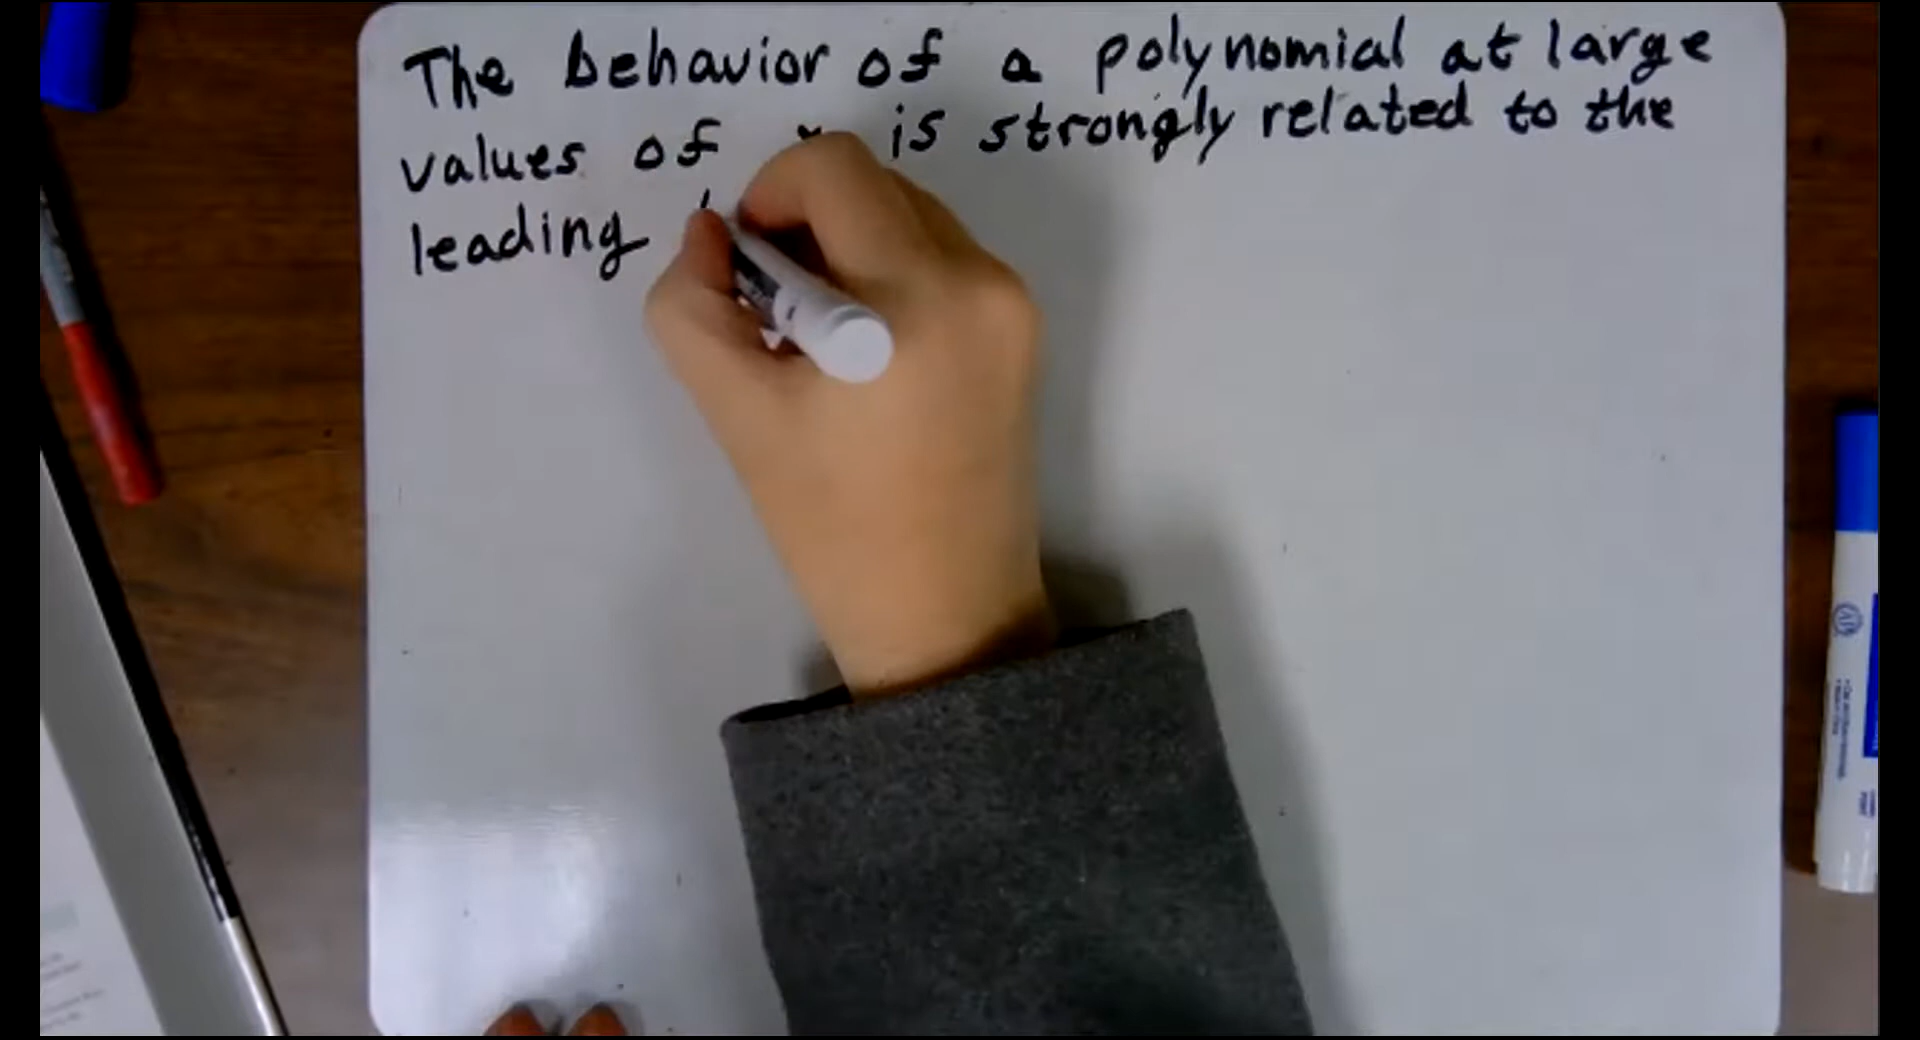 The behavior of a polynomial at large
values of x is strongly related to the
leading